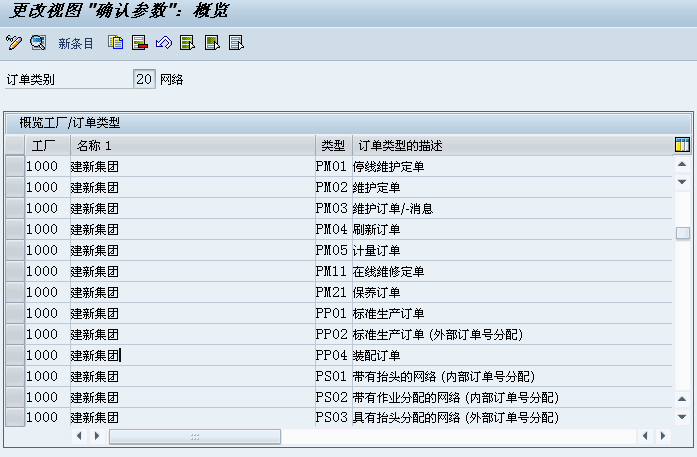 更改视图 "确认参数": 概览
新条目
订单类别 20 网络
概览工厂/订单类型
工厂 名称 1 类型 订单类型的描述
1000 建新集团 PM01 停线维护定单
1000 建新集团 PM02 维护定单
1000 建新集团 PM03 维护订单/-消息
1000 建新集团 PM04 刷新订单
1000 建新集团 PM05 计量订单
1000 建新集团 PM11 在线维修定单
1000 建新集团 PM21 保养订单
1000 建新集团 PP01 标准生产订单
1000 建新集团 PP02 标准生产订单 (外部订单号分配)
1000 建新集团 PP04 装配订单
1000 建新集团 PS01 带有抬头的网络 (内部订单号分配)
1000 建新集团 PS02 带有作业分配的网络 (内部订单号分配)
1000 建新集团 PS03 具有抬头分配的网络 (外部订单号分配)